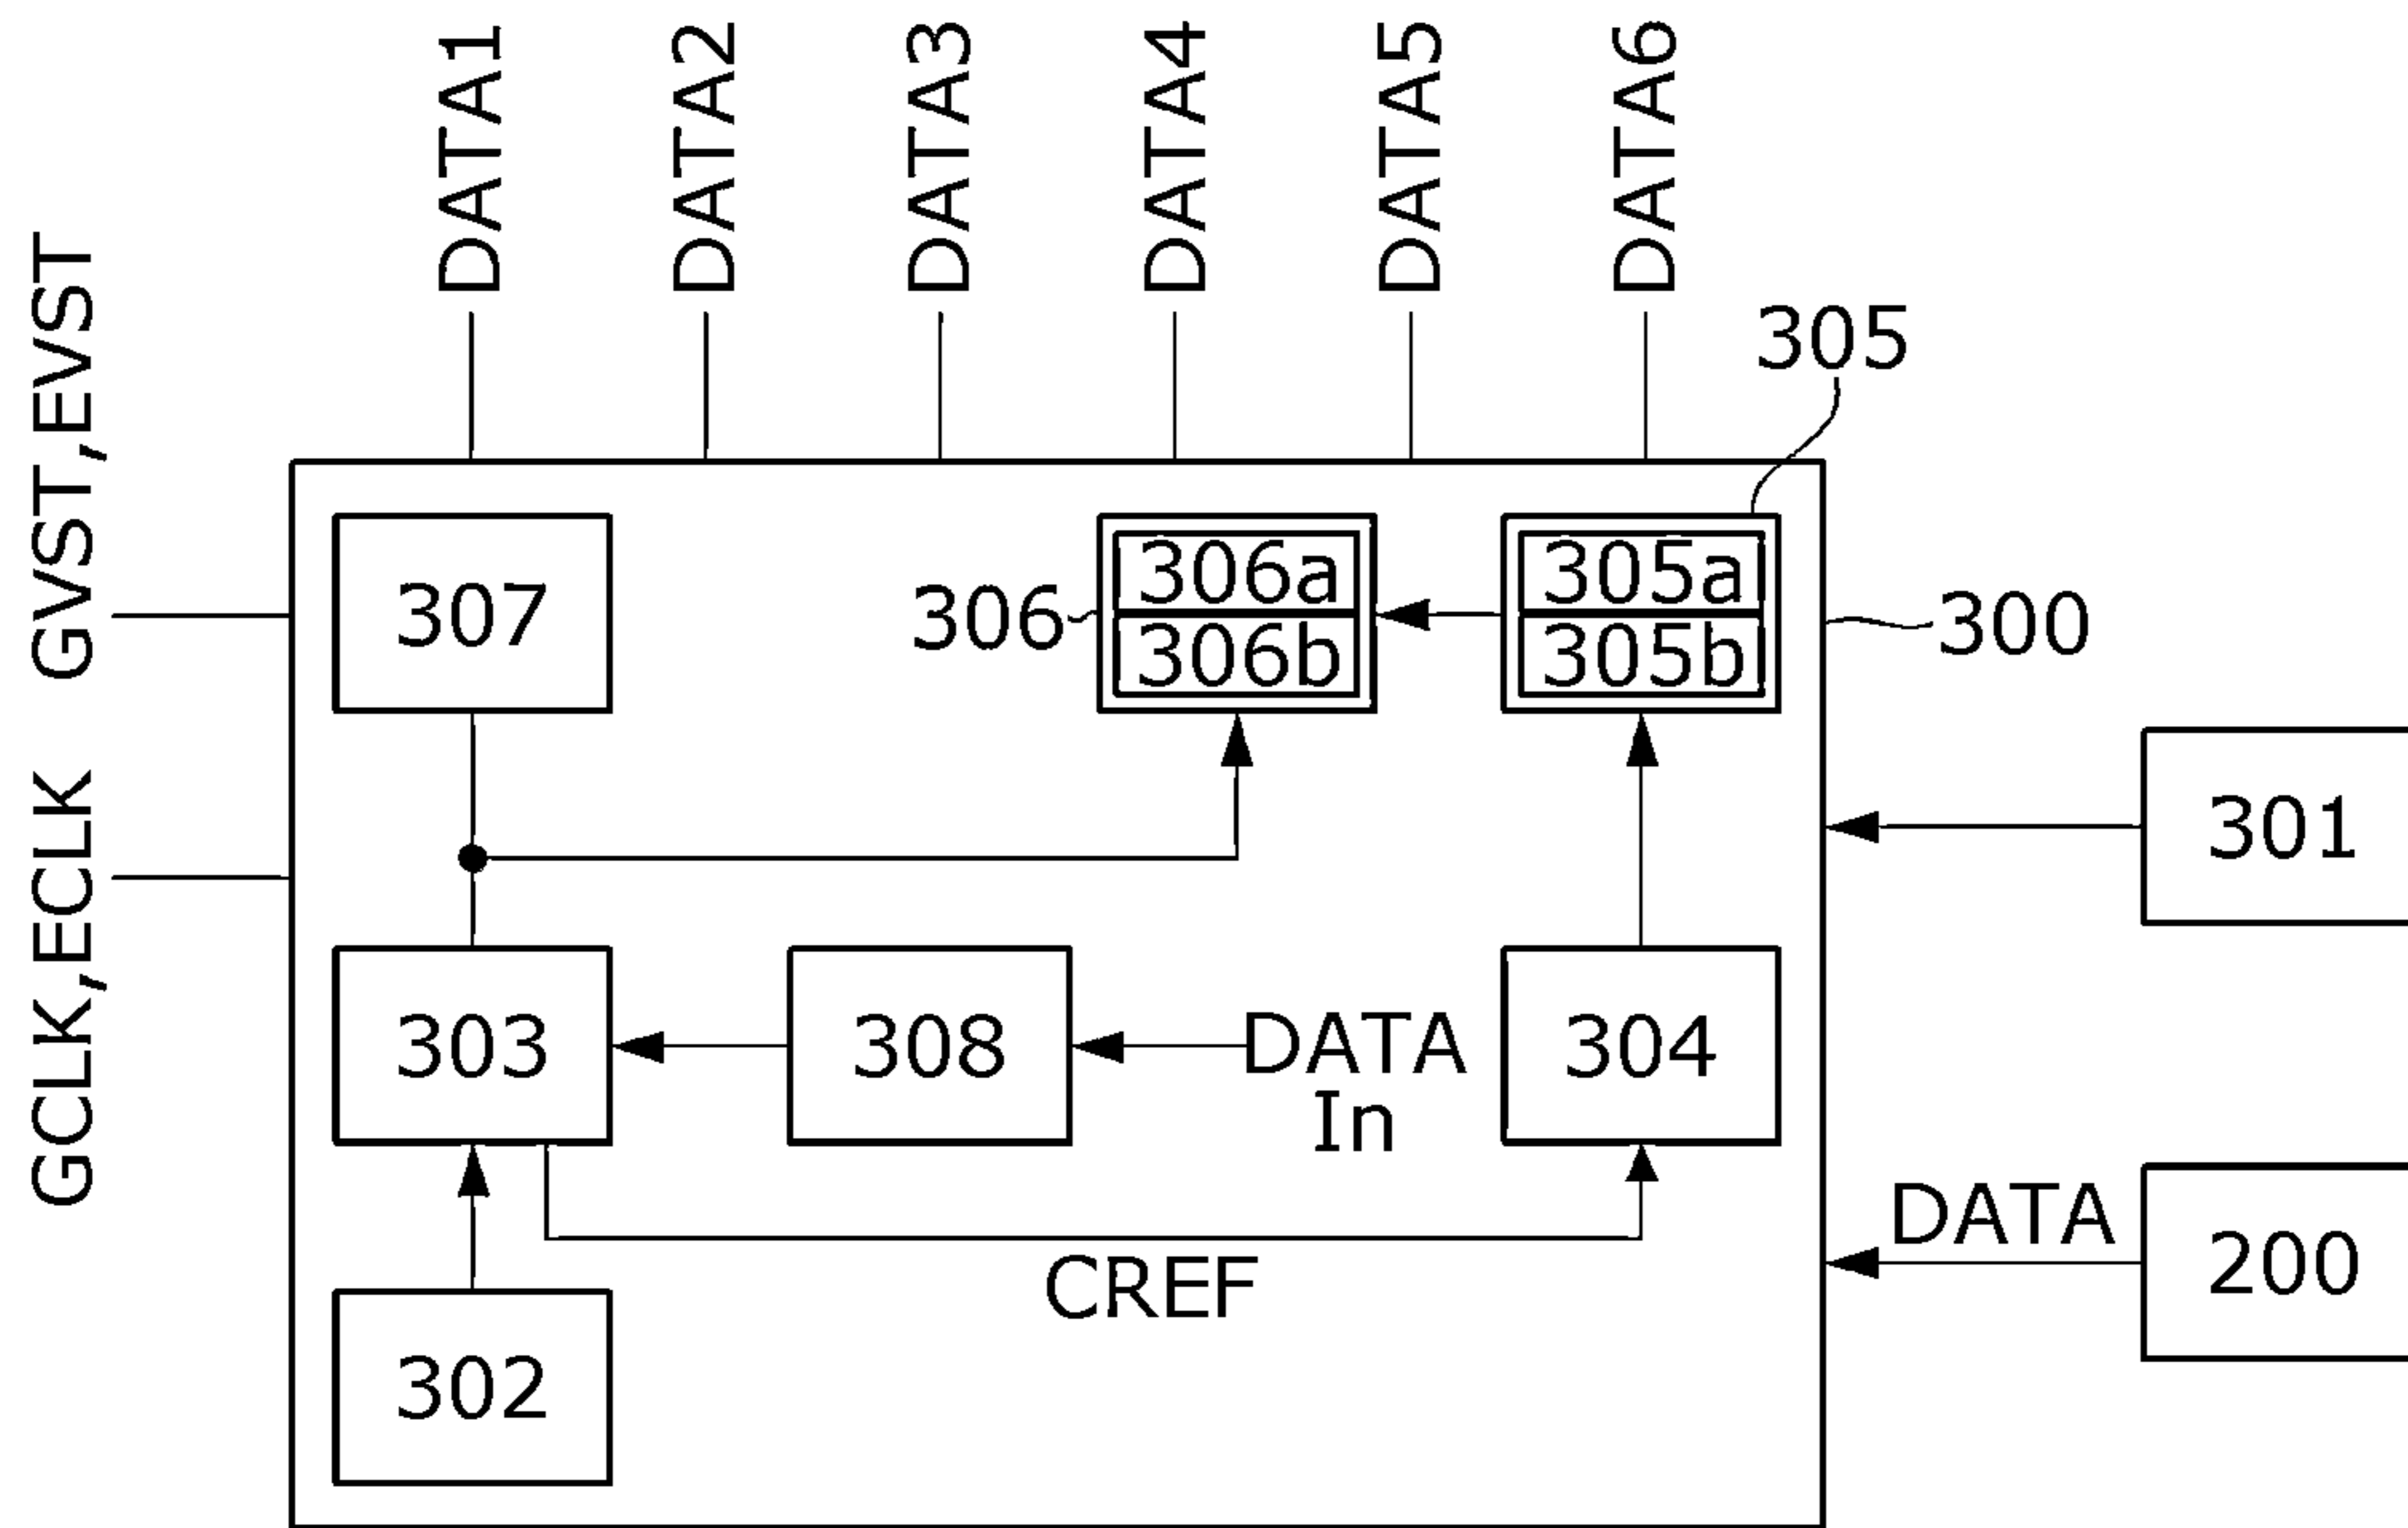 DATA1
DATA2
DATA3
DATA4
DATA5
DATA6
GVST,EVST
GCLK,ECLK
305
307
306
306a
306b
305a
305b
300
301
303
308
DATA
In
304
CREF
DATA
200
302